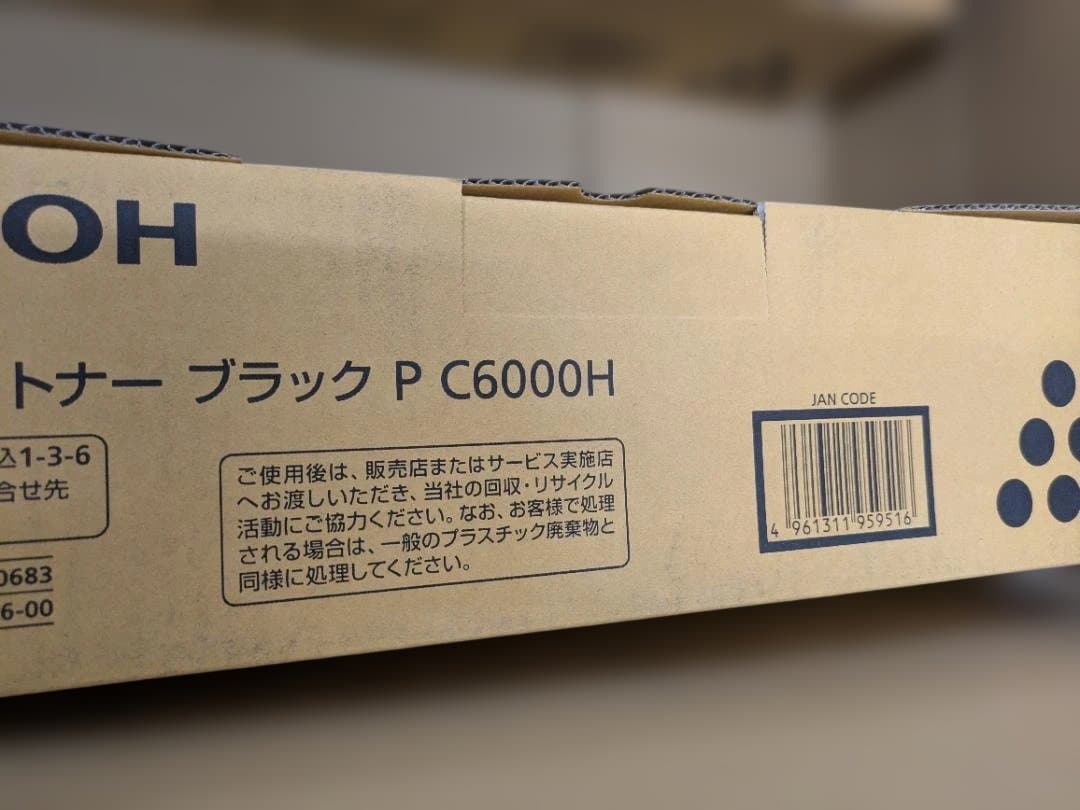 OH
トナー ブラック P C6000H
込1-3-6
合せ先
0683
6-00
ご使用後は、販売店またはサービス実施店
へお渡しいただき、当社の回収・リサイクル
活動にご協力ください。なお、お客様で処理
される場合は、一般のプラスチック廃棄物と
同様に処理してください。
JAN CODE
4 961311 959516